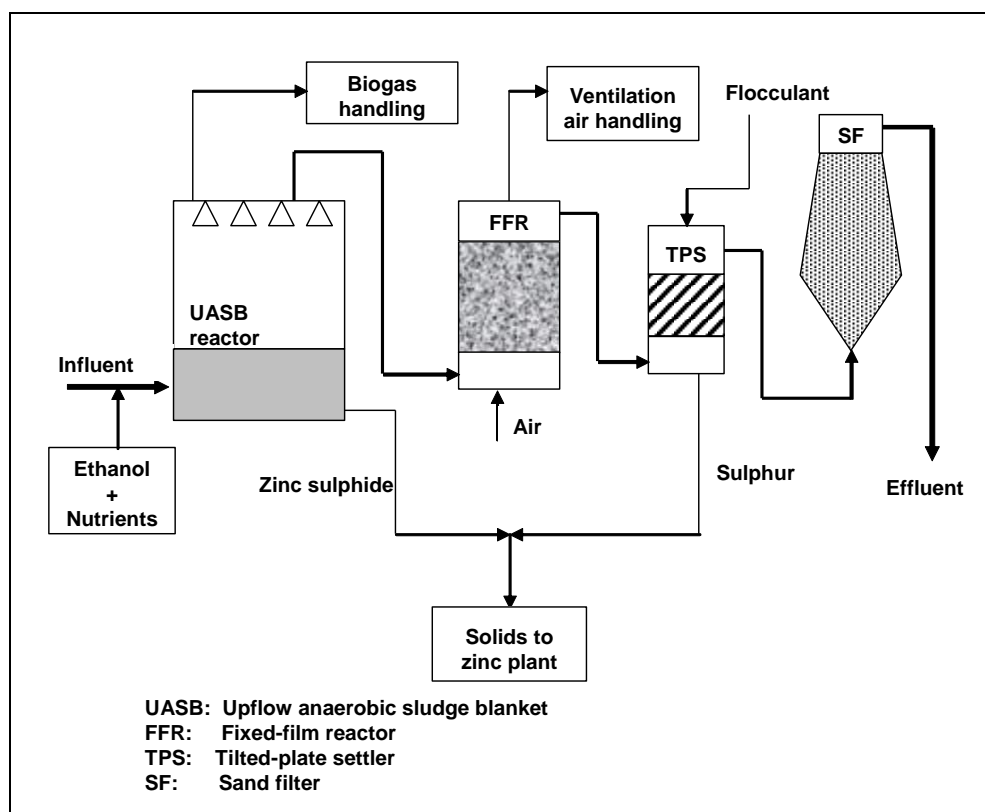 Biogas
handling
Ventilation
air handling
Flocculant
SF
FFR
TPS
UASB
reactor
Influent
Air
Ethanol
+
Nutrients
Zinc sulphide
Sulphur
Effluent
Solids to
zinc plant
UASB: Upflow anaerobic sludge blanket
FFR: Fixed-film reactor
TPS: Tilted-plate settler
SF: Sand filter